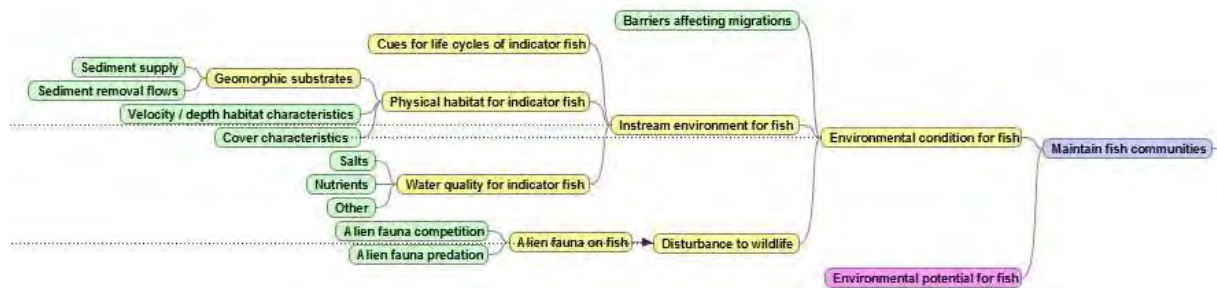 Barriers affecting migrations
Cues for life cycles of indicator fish
Sediment supply
Geomorphic substrates
Sediment removal flows
Physical habitat for indicator fish
Velocity / depth habitat characteristics
Instream environment for fish
Cover characteristics
Environmental condition for fish
Maintain fish communities
Salts
Nutrients
Water quality for indicator fish
Other
Alien fauna competition
Alien fauna on fish
Disturbance to wildlife
Alien fauna predation
Environmental potential for fish